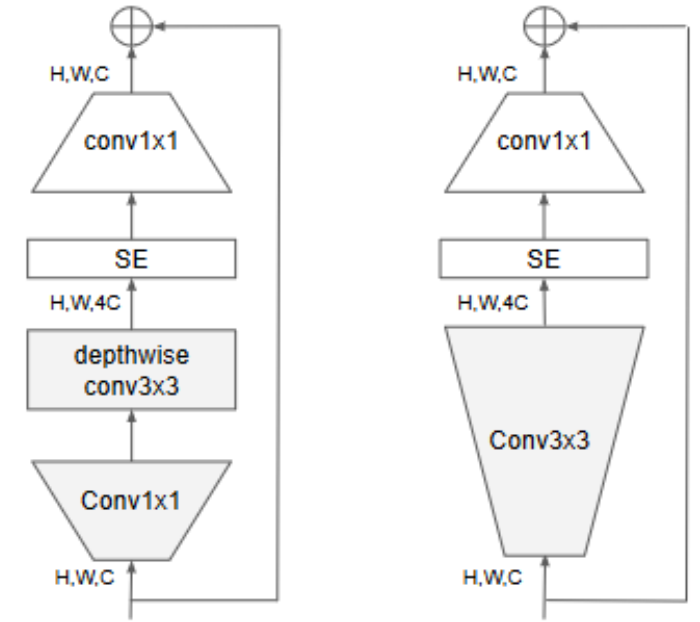 H,W,C
conv1x1
SE
H,W,4C
depthwise
conv3x3
Conv1x1
H,W,C
H,W,C
conv1x1
SE
H,W,4C
Conv3x3
H,W,C